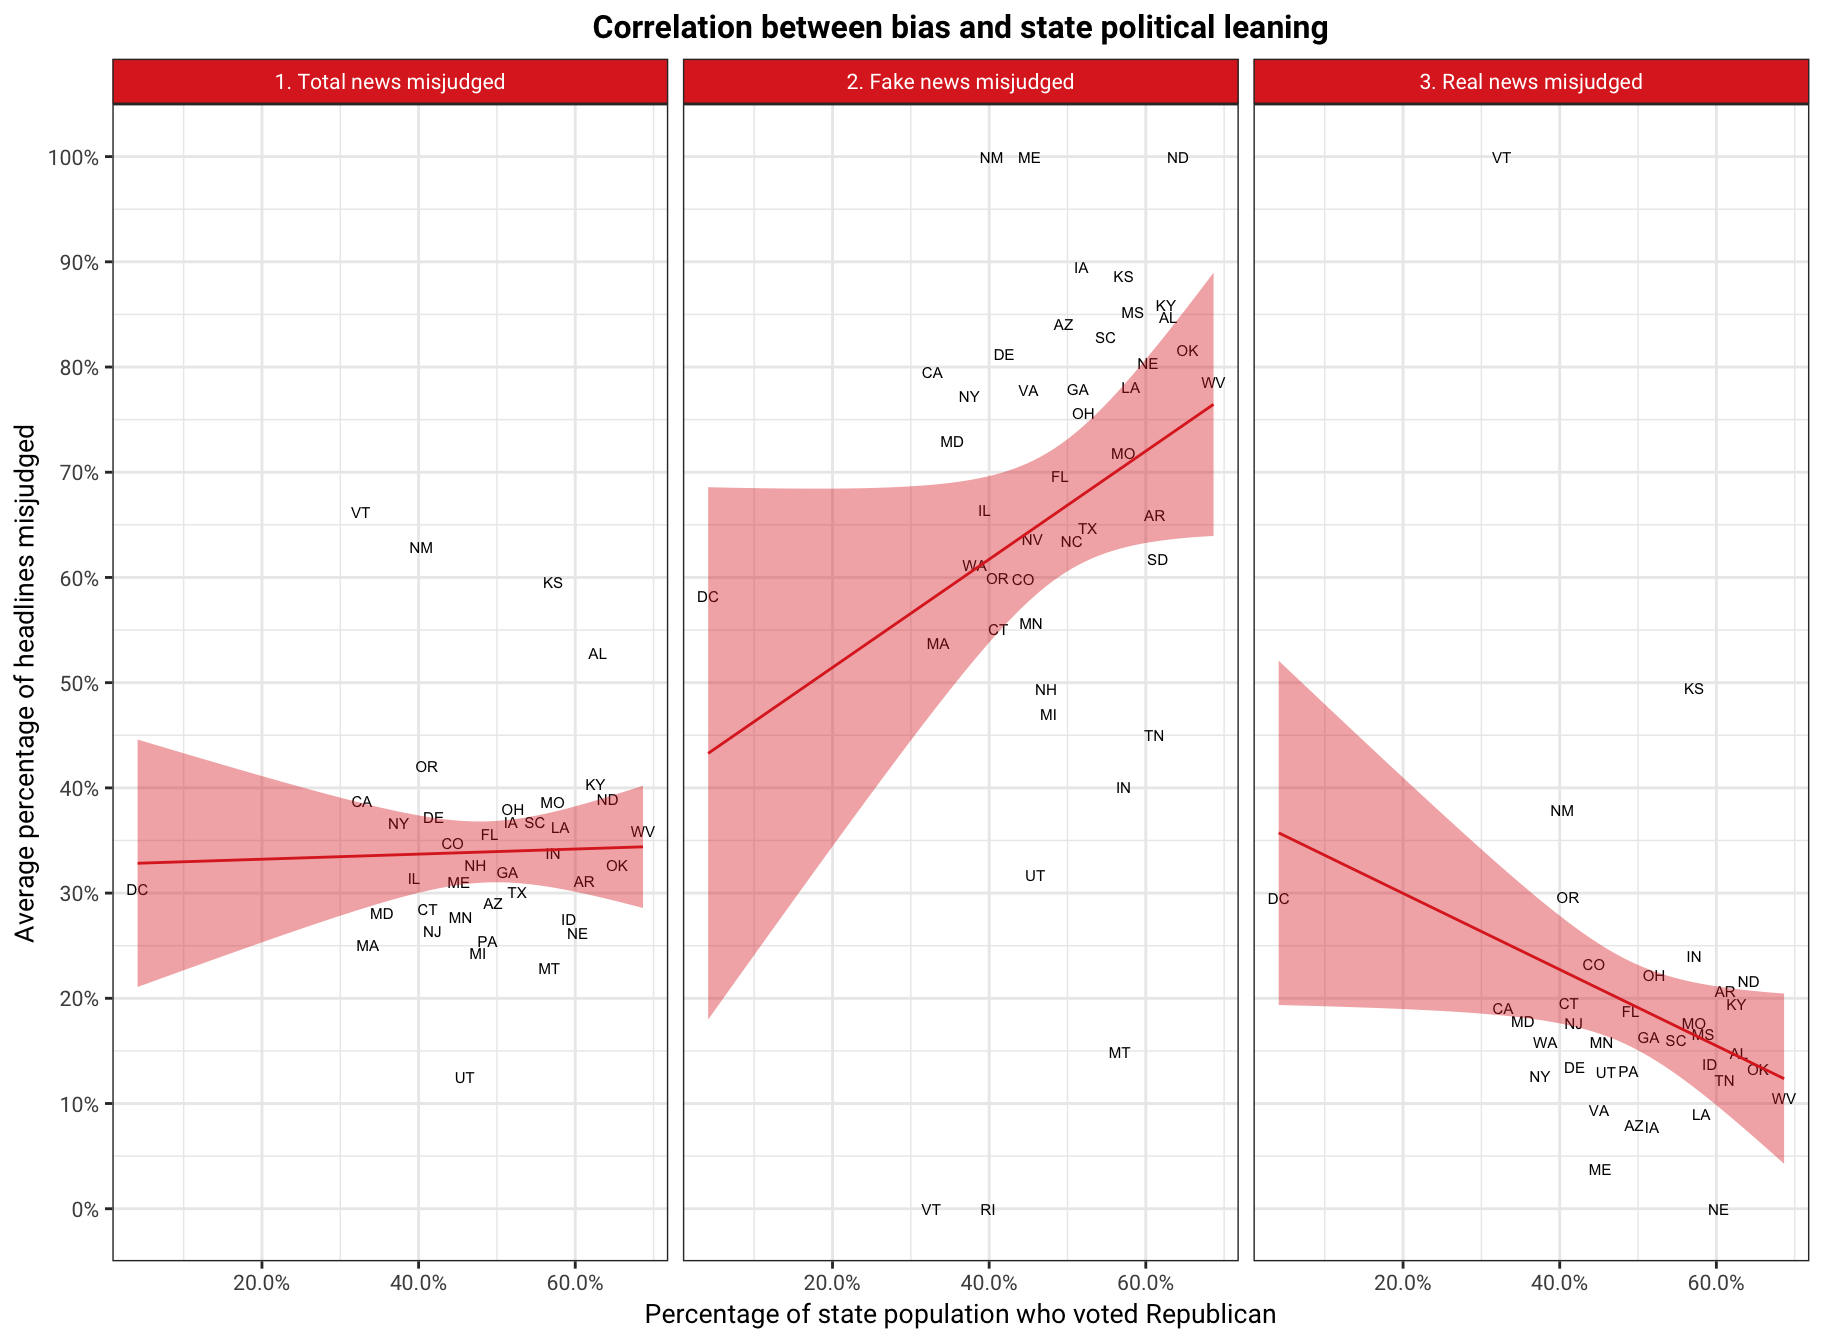 Correlation between bias and state political leaning
1. Total news misjudged
2. Fake news misjudged
3. Real news misjudged
Average percentage of headlines misjudged
100%
90%
80%
70%
60%
50%
40%
30%
20%
10%
0%
VT
NM
KS
AL
OR
KY
CA
MO
ND
OH
DE
NY
IA
SC
LA
FL
WV
CO
IN
NH
OK
GA
IL
ME
AR
DC
TX
AZ
CT
MD
MN
ID
NJ
NE
PA
MA
MI
MT
UT
NM
ME
ND
IA
KS
KY
MS
AL
AZ
SC
OK
DE
NE
CA
WV
LA
GA
VA
NY
OH
MD
MO
FL
IL
AR
TX
NV
NC
SD
WA
OR
CO
DC
MN
CT
MA
NH
MI
TN
IN
UT
MT
VT
RI
VT
KS
NM
OR
DC
IN
CO
OH
ND
AR
CT
KY
CA
FL
MD
NJ
MO
MS
GA
SC
WA
MN
AL
ID
DE
OK
UT
PA
NY
TN
WV
VA
LA
AZ
IA
ME
NE
20.0%
40.0%
60.0%
20.0%
40.0%
60.0%
20.0%
40.0%
60.0%
Percentage of state population who voted Republican